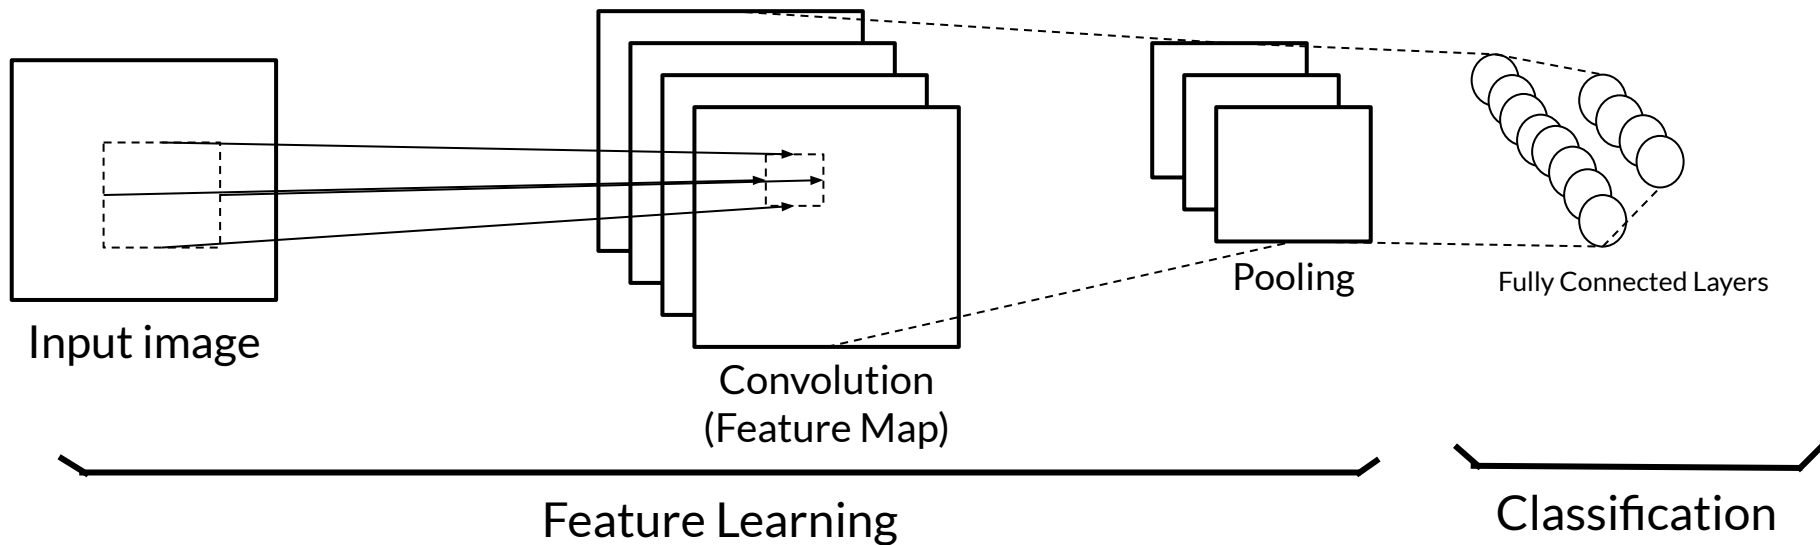 Input image
Convolution
(Feature Map)
Pooling
Fully Connected Layers
Feature Learning
Classification